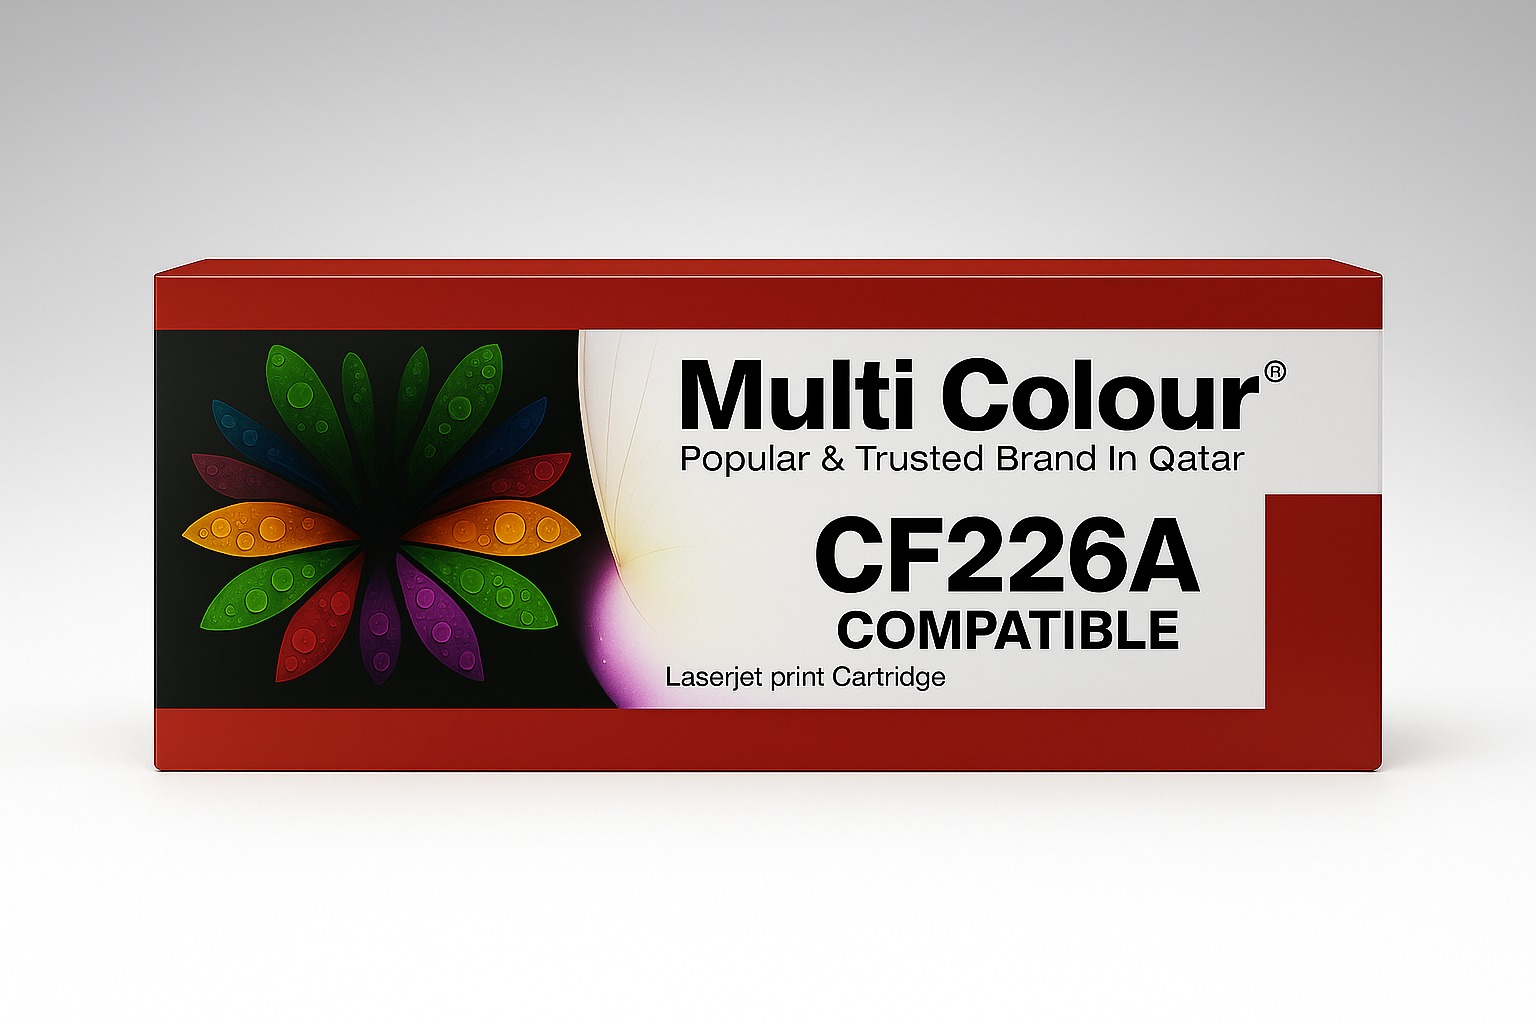 Multi Colour®
Popular & Trusted Brand In Qatar
CF226A
COMPATIBLE
Laserjet print Cartridge